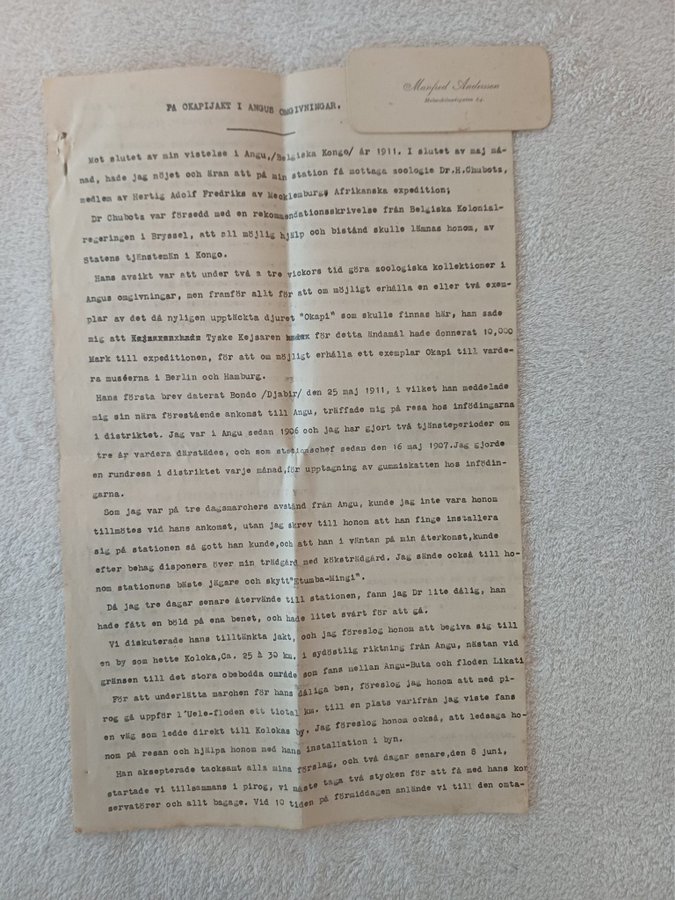 Manfred Andersson
PÅ OKAPIJAKT I ANGUS OMGIVNINGAR.
Mot slutet av min vistelse i Angu,/Belgiska Kongo/ år 1911. I slutet av maj må-
nad, hade jag nöjet och äran att på min station få mottaga zoologie Dr.H.Chubots,
medlem av Hertig Adolf Fredriks av Mecklenburgs Afrikanska expedition;
Dr Chubots var försedd med en rekommendationsskrivelse från Belgiska Kolonial-
regeringen i Bryssel, att all möjlig hjälp och bistånd skulle lämnas honom, av
Statens tjänstemän i Kongo.
Hans avsikt var att under två a tre vickors tid göra zoologiska kollektioner i
Angus omgivningar, men framför allt för att om möjligt erhålla en eller två exem-
plar av det då nyligen upptäckta djuret "Okapi" som skulle finnas här, han sade
mig att Tyske Kejsaren för detta ändamål hade donerat 10,000
Mark till expeditionen, för att om möjligt erhålla ett exemplar Okapi till varde-
ra muséerna i Berlin och Hamburg.
Hans första brev daterat Bondo /Djabir/ den 25 maj 1911, i vilket han meddelade
mig sin nära förestående ankomst till Angu, träffade mig på resa hos infödingarna
i distriktet. Jag var i Angu sedan 1906 och jag har gjort två tjänsteperioder om
tre år vardera därstädes, och som stationschef sedan den 16 maj 1907.Jag gjorde
en rundresa i distriktet varje månad,för upptagning av gummiskatten hos infödin-
garna.
Som jag var på tre dagsmarchers avstånd från Angu, kunde jag inte vara honom
tillmötes vid hans ankomst, utan jag skrev till honom att han finge installera
sig på stationen så gott han kunde,och att han i väntan på min återkonst,kunde
efter behag disponera över min trädgård med köksträdgård. Jag sände också till ho-
nom stationens bäste jägare och skytt"Etumba-Mingi".
Då jag tre dagar senare återvände till stationen, fann jag Dr lite dålig, han
hade fått en böld på ena benet, och hade litet svårt för att gå.
Vi diskuterade hans tilltänkta jakt, och jag föreslog honom att begiva sig till
en by som hette Koloka,Ca. 25 à 30 km. i sydöstlig riktning från Angu, nästan vid
gränsen till det stora obebodda område som fans mellan Angu-Buta och floden Likati
För att underlätta marchen för hans dåliga ben, föreslog jag honom att med pi-
rog gå uppför l'Uele-floden ett tiotal km. till en plats varifrån jag viste fans
en väg som ledde direkt till Kolokas by. Jag föreslog honom också, att ledsaga ho-
nom på resan och hjälpa honom med hans installation i byn.
Han aksepterade tacksamt alla mina förslag, och två dagar senare,den 8 juni,
startade vi tillsammans i pirog, vi måste taga två stycken för att få med hans kon
servatörer och allt bagage. Vid 10 tiden på förmiddagen anlände vi till den omta-